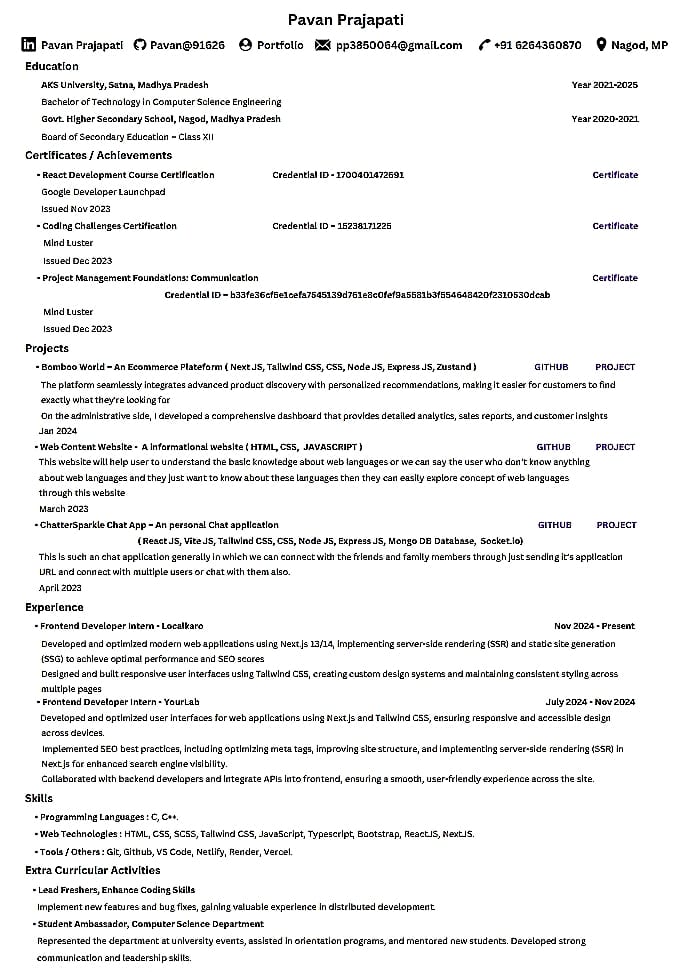 Pavan Prajapati
Pavan Prajapati Pavan@91626 Portfolio pp3850064@gmail.com +91 6264360870 Nagod, MP
Education
AKS University, Satna, Madhya Pradesh Year 2021-2025
Bachelor of Technology in Computer Science Engineering
Govt. Higher Secondary School, Nagod, Madhya Pradesh Year 2020-2021
Board of Secondary Education – Class XII
Certificates / Achievements
• React Development Course Certification Credential ID - 1700401472691 Certificate
Google Developer Launchpad
Issued Nov 2023
• Coding Challenges Certification Credential ID – 15238171225 Certificate
Mind Luster
Issued Dec 2023
• Project Management Foundations: Communication Certificate
Credential ID –
Mind Luster
Issued Dec 2023
Projects
• Bomboo World – An Ecommerce Plateform ( Next JS, Tailwind CSS, CSS, Node JS, Express JS, Zustand ) GITHUB PROJECT
The platform seamlessly integrates advanced product discovery with personalized recommendations, making it easier for customers to find
exactly what they're looking for
On the administrative side, I developed a comprehensive dashboard that provides detailed analytics, sales reports, and customer insights
Jan 2024
• Web Content Website - A informational website ( HTML, CSS, JAVASCRIPT ) GITHUB PROJECT
This website will help user to understand the basic knowledge about web languages or we can say the user who don't know anything
about web languages and they just want to know about these languages then they can easily explore concept of web languages
through this website
March 2023
• ChatterSparkle Chat App – An personal Chat application GITHUB PROJECT
( React JS, Vite JS, Tailwind CSS, CSS, Node JS, Express JS, Mongo DB Database, Socket.io)
This is such an chat application generally in which we can connect with the friends and family members through just sending it's application
URL and connect with multiple users or chat with them also.
April 2023
Experience
• Frontend Developer Intern - Localkaro Nov 2024 - Present
Developed and optimized modern web applications using Next.js 13/14, implementing server-side rendering (SSR) and static site generation
(SSG) to achieve optimal performance and SEO scores
Designed and built responsive user interfaces using Tailwind CSS, creating custom design systems and maintaining consistent styling across
multiple pages
• Frontend Developer Intern - YourLab July 2024 - Nov 2024
Developed and optimized user interfaces for web applications using Next.js and Tailwind CSS, ensuring responsive and accessible design
across devices.
Implemented SEO best practices, including optimizing meta tags, improving site structure, and implementing server-side rendering (SSR) in
Next.js for enhanced search engine visibility.
Collaborated with backend developers and integrate APIs into frontend, ensuring a smooth, user-friendly experience across the site.
Skills
• Programming Languages : C, C++.
• Web Technologies : HTML, CSS, SCSS, Tailwind CSS, JavaScript, Typescript, Bootstrap, ReactJS, NextJS.
• Tools / Others : Git, Github, VS Code, Netlify, Render, Vercel.
Extra Curricular Activities
• Lead Freshers, Enhance Coding Skills
Implement new features and bug fixes, gaining valuable experience in distributed development.
• Student Ambassador, Computer Science Department
Represented the department at university events, assisted in orientation programs, and mentored new students. Developed strong
communication and leadership skills.